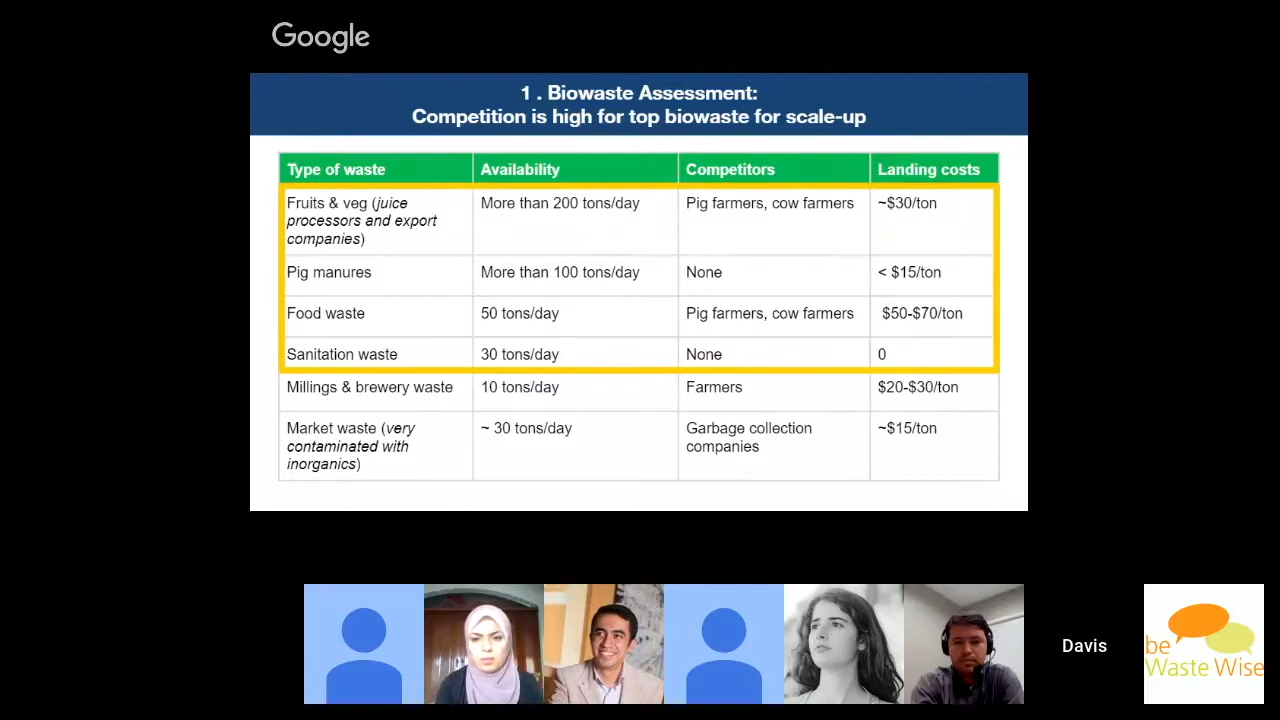 Google
1 . Biowaste Assessment:
Competition is high for top biowaste for scale-up
Type of waste Availability Competitors Landing costs
Fruits & veg (juice More than 200 tons/day Pig farmers, cow farmers ~$30/ton
processors and export
companies)
Pig manures More than 100 tons/day None < $15/ton
Food waste 50 tons/day Pig farmers, cow farmers $50-$70/ton
Sanitation waste 30 tons/day None 0
Millings & brewery waste 10 tons/day Farmers $20-$30/ton
Market waste (very ~ 30 tons/day Garbage collection ~$15/ton
contaminated with companies
inorganics)
Davis
be
Waste Wise